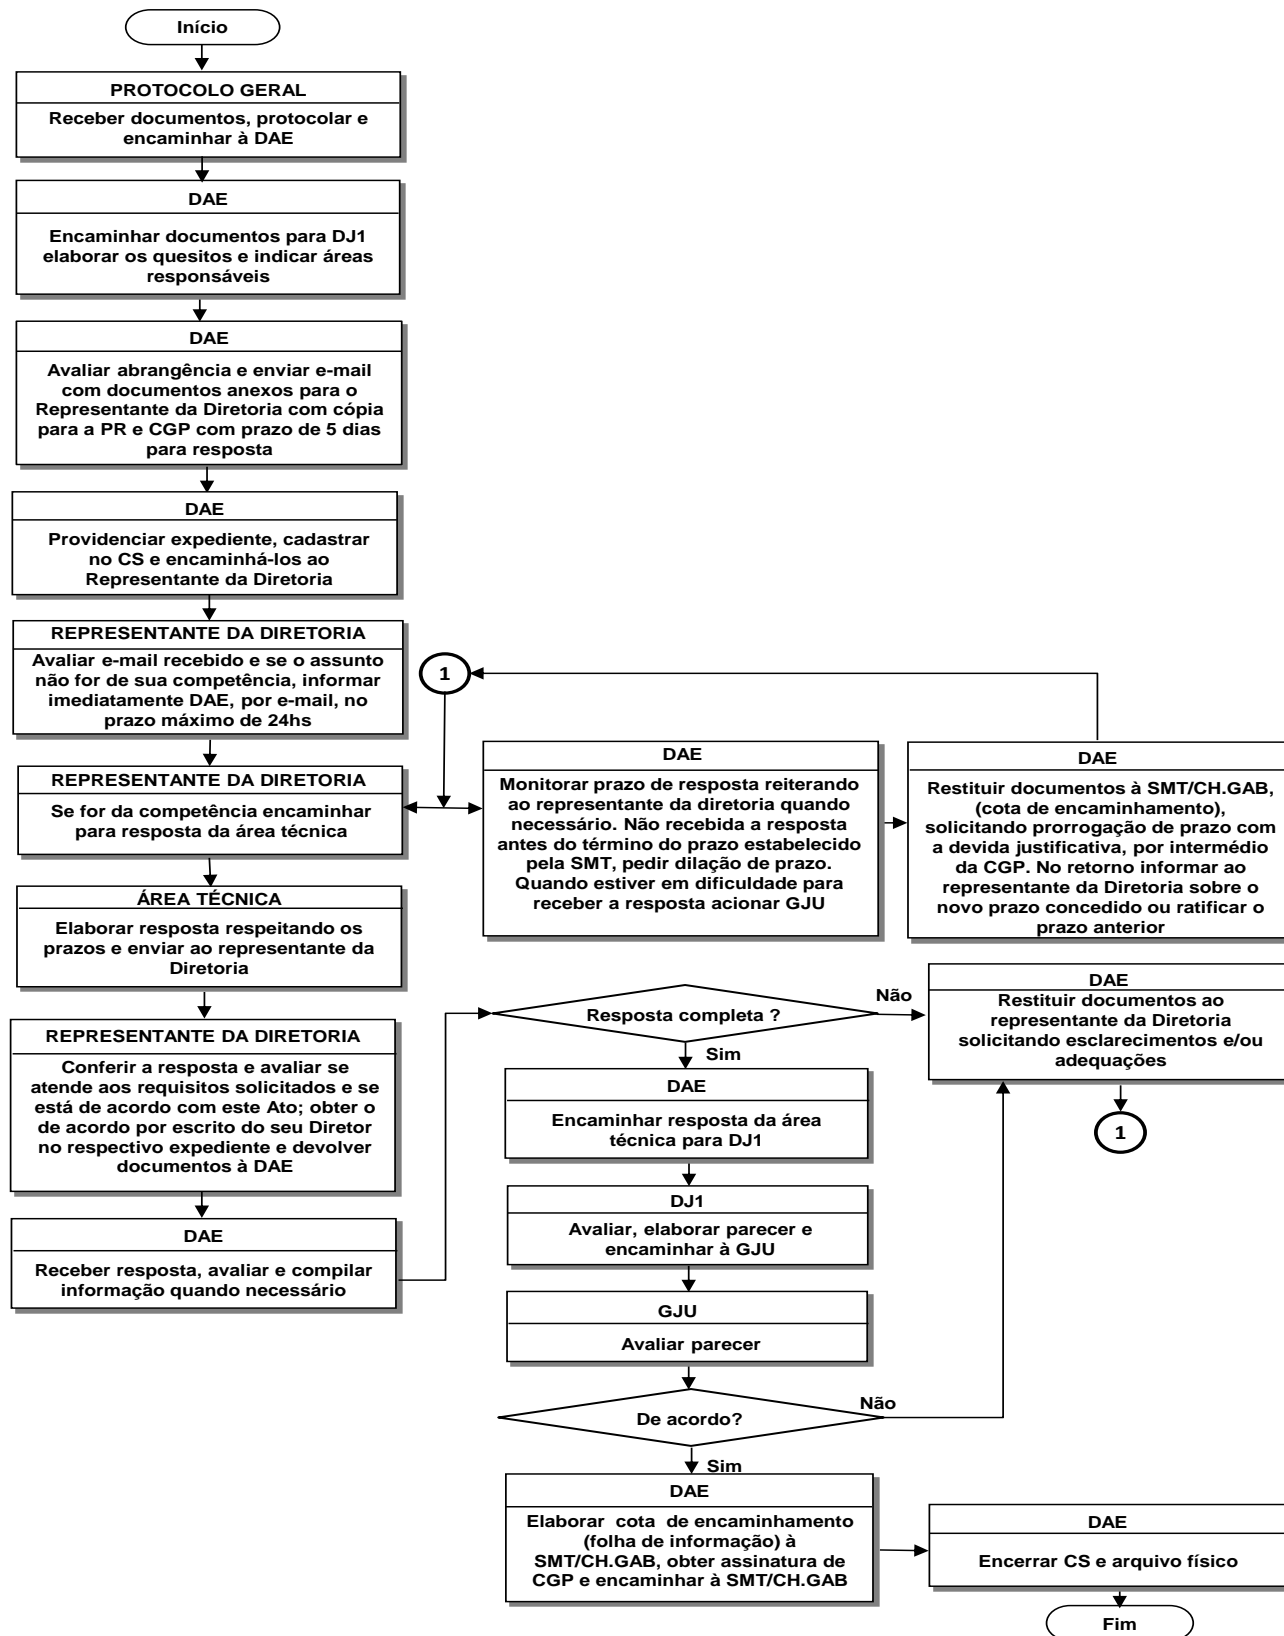 Início
PROTOCOLO GERAL
Receber documentos, protocolar e
encaminhar à DAE
DAE
Encaminhar documentos para DJ1
elaborar os quesitos e indicar áreas
responsáveis
DAE
Avaliar abrangência e enviar e-mail
com documentos anexos para o
Representante da Diretoria com cópia
para a PR e CGP com prazo de 5 dias
para resposta
DAE
Providenciar expediente, cadastrar
no CS e encaminhá-los ao
Representante da Diretoria
REPRESENTANTE DA DIRETORIA
Avaliar e-mail recebido e se o assunto
não for de sua competência, informar
imediatamente DAE, por e-mail, no
prazo máximo de 24hs
REPRESENTANTE DA DIRETORIA
Se for da competência encaminhar
para resposta da área técnica
ÁREA TÉCNICA
Elaborar resposta respeitando os
prazos e enviar ao representante da
Diretoria
REPRESENTANTE DA DIRETORIA
Conferir a resposta e avaliar se
atende aos requisitos solicitados e se
está de acordo com este Ato; obter o
de acordo por escrito do seu Diretor
no respectivo expediente e devolver
documentos à DAE
DAE
Receber resposta, avaliar e compilar
informação quando necessário
1
DAE
Monitorar prazo de resposta reiterando
ao representante da diretoria quando
necessário. Não recebida a resposta
antes do término do prazo estabelecido
pela SMT, pedir dilação de prazo.
Quando estiver em dificuldade para
receber a resposta acionar GJU
DAE
Restituir documentos à SMT/CH.GAB,
(cota de encaminhamento),
solicitando prorrogação de prazo com
a devida justificativa, por intermédio
da CGP. No retorno informar ao
representante da Diretoria sobre o
novo prazo concedido ou ratificar o
prazo anterior
Resposta completa ?
Não
Sim
DAE
Restituir documentos ao
representante da Diretoria
solicitando esclarecimentos e/ou
adequações
1
DAE
Encaminhar resposta da área
técnica para DJ1
DJ1
Avaliar, elaborar parecer e
encaminhar à GJU
GJU
Avaliar parecer
De acordo?
Não
Sim
DAE
Elaborar cota de encaminhamento
(folha de informação) à
SMT/CH.GAB, obter assinatura de
CGP e encaminhar à SMT/CH.GAB
DAE
Encerrar CS e arquivo físico
Fim